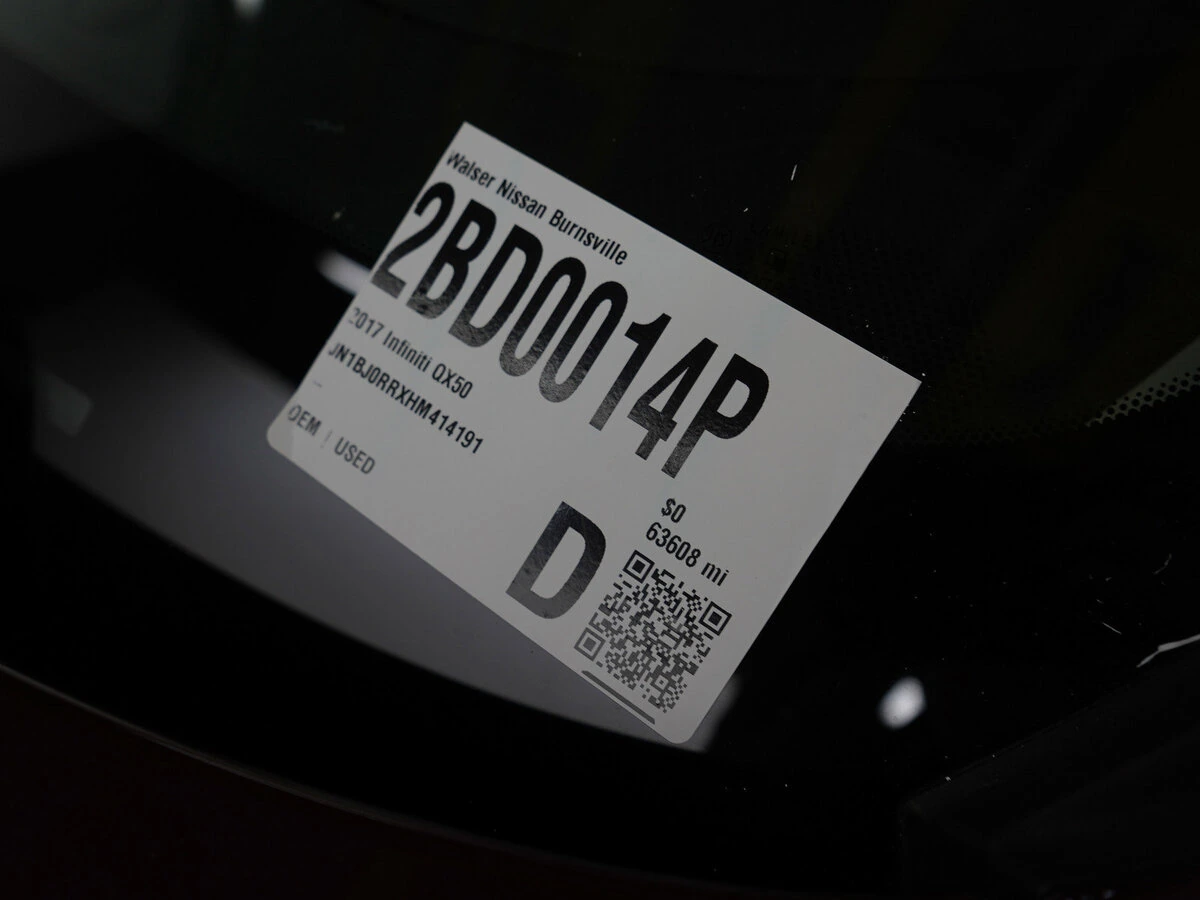 Walser Nissan Burnsville
2BD0014P
2017 Infiniti QX50
JN1BJ0RRXHM414191
--
OEM | USED
$0
63608 mi
D